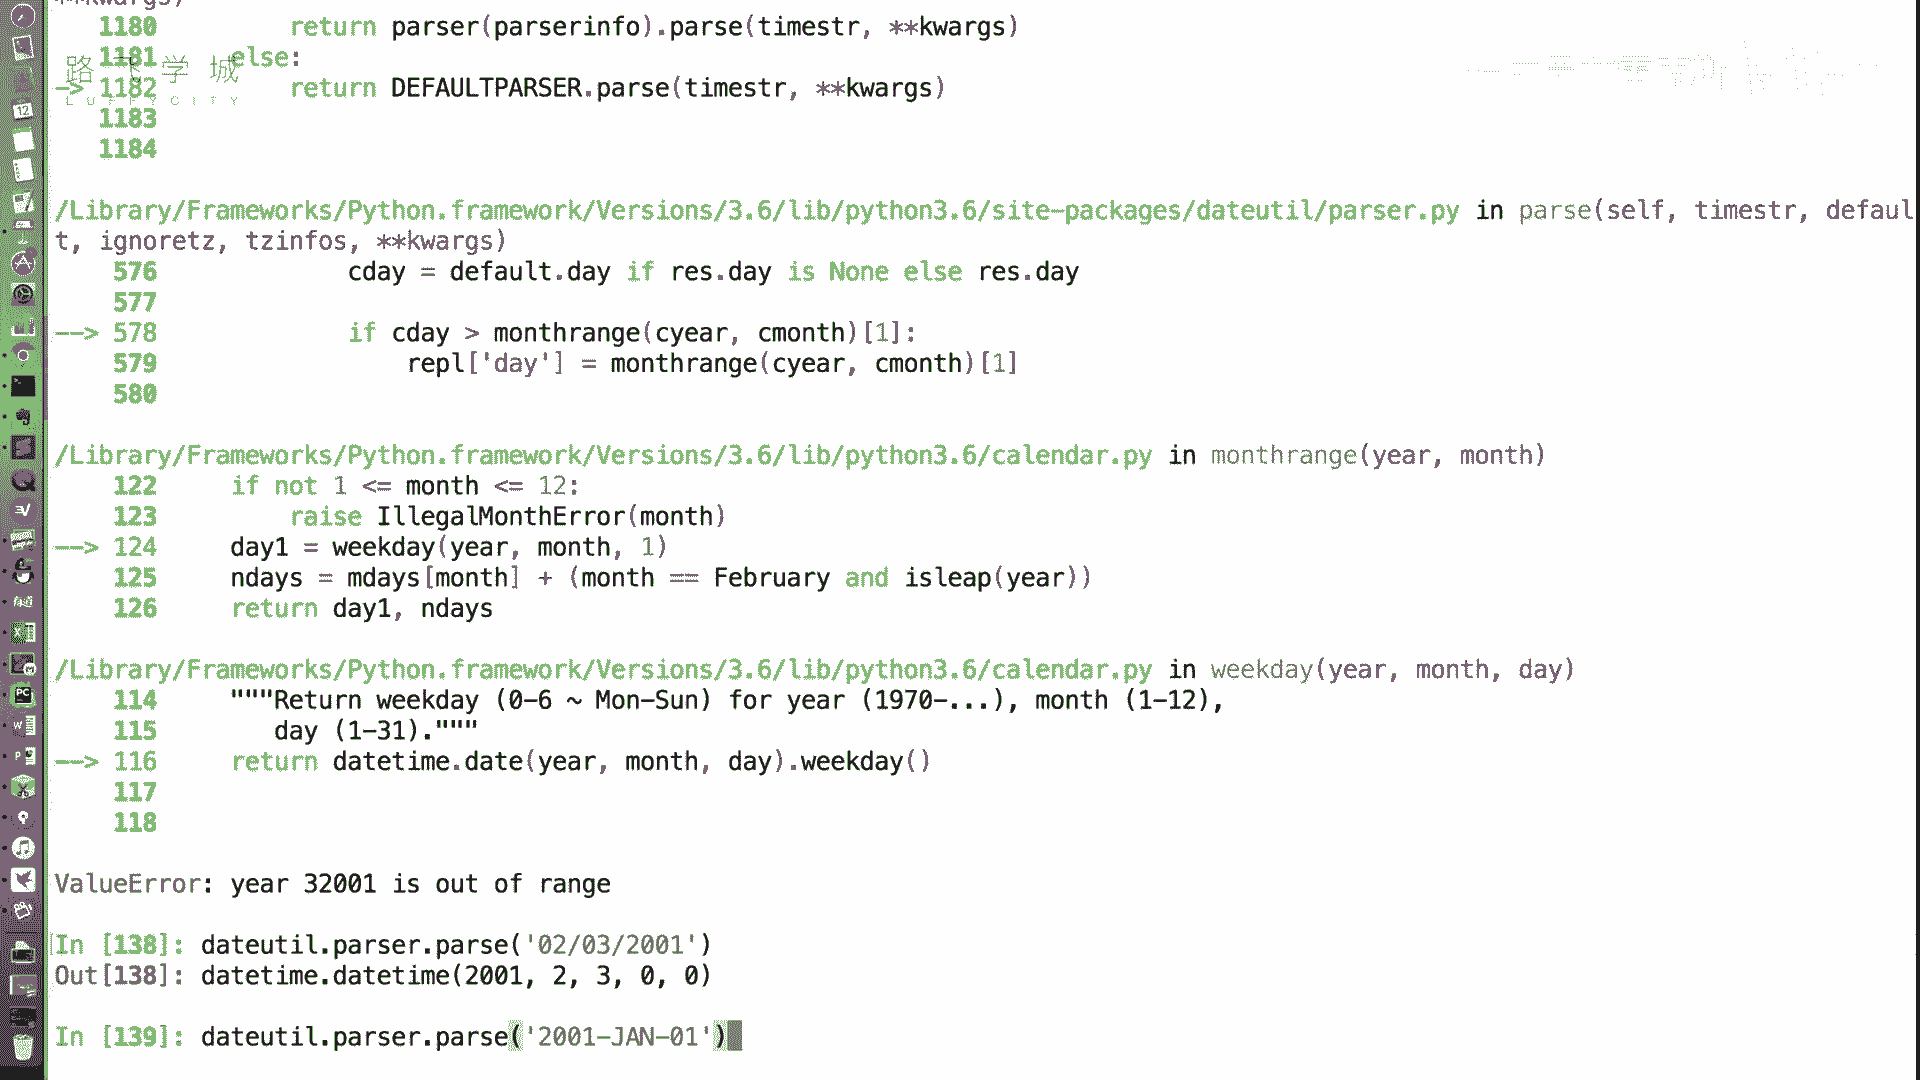 **kwargs)
1180 return parser(parserinfo).parse(timestr, **kwargs)
1181 else:
路飞学城
-> 1182 return DEFAULTPARSER.parse(timestr, **kwargs)
LUFFYCITY
1183
1184
/Library/Frameworks/Python.framework/Versions/3.6/lib/python3.6/site-packages/dateutil/parser.py in parse(self, timestr, defaul
t, ignoretz, tzinfos, **kwargs)
576 cday = default.day if res.day is None else res.day
577
--> 578 if cday > monthrange(cyear, cmonth)[1]:
579 repl['day'] = monthrange(cyear, cmonth)[1]
580
/Library/Frameworks/Python.framework/Versions/3.6/lib/python3.6/calendar.py in monthrange(year, month)
122 if not 1 <= month <= 12:
123 raise IllegalMonthError(month)
--> 124 day1 = weekday(year, month, 1)
125 ndays = mdays[month] + (month == February and isleap(year))
126 return day1, ndays
/Library/Frameworks/Python.framework/Versions/3.6/lib/python3.6/calendar.py in weekday(year, month, day)
114 """Return weekday (0-6 ~ Mon-Sun) for year (1970-...), month (1-12),
115 day (1-31)."""
--> 116 return datetime.date(year, month, day).weekday()
117
118
ValueError: year 32001 is out of range
In [138]: dateutil.parser.parse('02/03/2001')
Out[138]: datetime.datetime(2001, 2, 3, 0, 0)
In [139]: dateutil.parser.parse('2001-JAN-01')